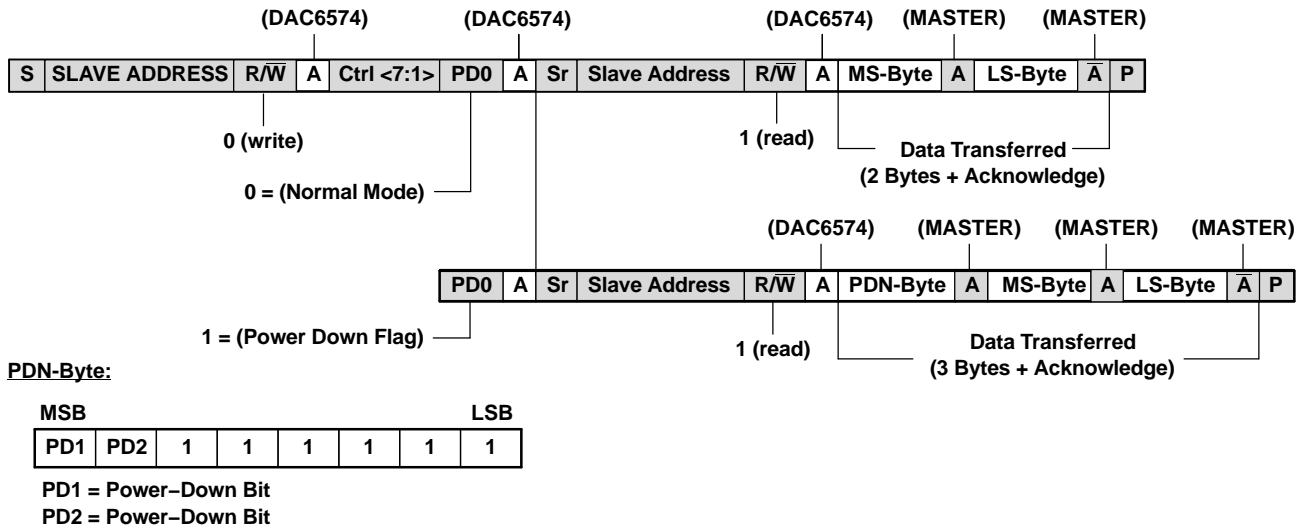 (DAC6574) (DAC6574) (DAC6574) (MASTER) (MASTER)
S SLAVE ADDRESS R/W̅ A Ctrl <7:1> PD0 A Sr Slave Address R/W̅ A MS-Byte A LS-Byte A̅ P
0 (write) 1 (read) Data Transferred
(2 Bytes + Acknowledge)
0 = (Normal Mode)
(DAC6574) (MASTER) (MASTER) (MASTER)
PD0 A Sr Slave Address R/W̅ A PDN-Byte A MS-Byte A LS-Byte A̅ P
1 = (Power Down Flag) 1 (read) Data Transferred
(3 Bytes + Acknowledge)
PDN-Byte:
MSB LSB
PD1 PD2 1 1 1 1 1 1
PD1 = Power−Down Bit
PD2 = Power−Down Bit